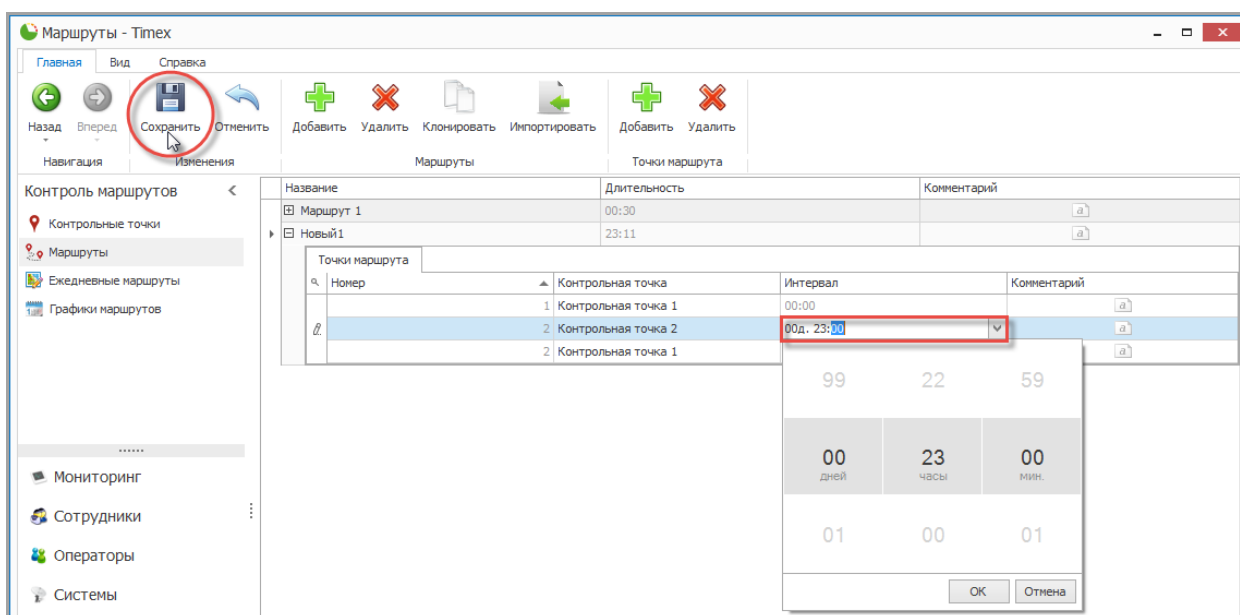 Маршруты - Timex
Главная Вид Справка
Назад Вперед Сохранить Отменить Добавить Удалить Клонировать Импортировать Добавить Удалить
Навигация Изменения Маршруты Точки маршрута
Контроль маршрутов
Контрольные точки
Маршруты
Ежедневные маршруты
Графики маршрутов
Мониторинг
Сотрудники
Операторы
Системы
Название Длительность Комментарий
Маршрут 1 00:30 a
Новый1 23:11 a
Точки маршрута
Номер Контрольная точка Интервал Комментарий
1 Контрольная точка 1 00:00 a
2 Контрольная точка 2 00д. 23:00 a
2 Контрольная точка 1 a
99 22 59
00 23 00
дней часы мин.
01 00 01
OK Отмена